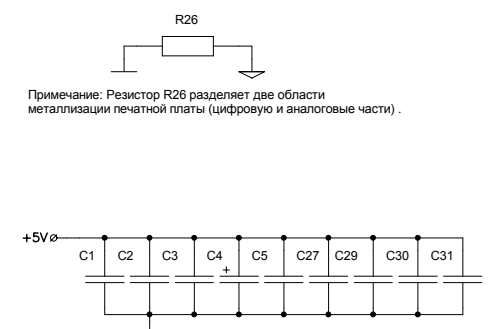 R26
Примечание: Резистор R26 разделяет две области
металлизации печатной платы (цифровую и аналоговые части) .
+5V
C1 C2 C3 C4 C5 C27 C29 C30 C31
+